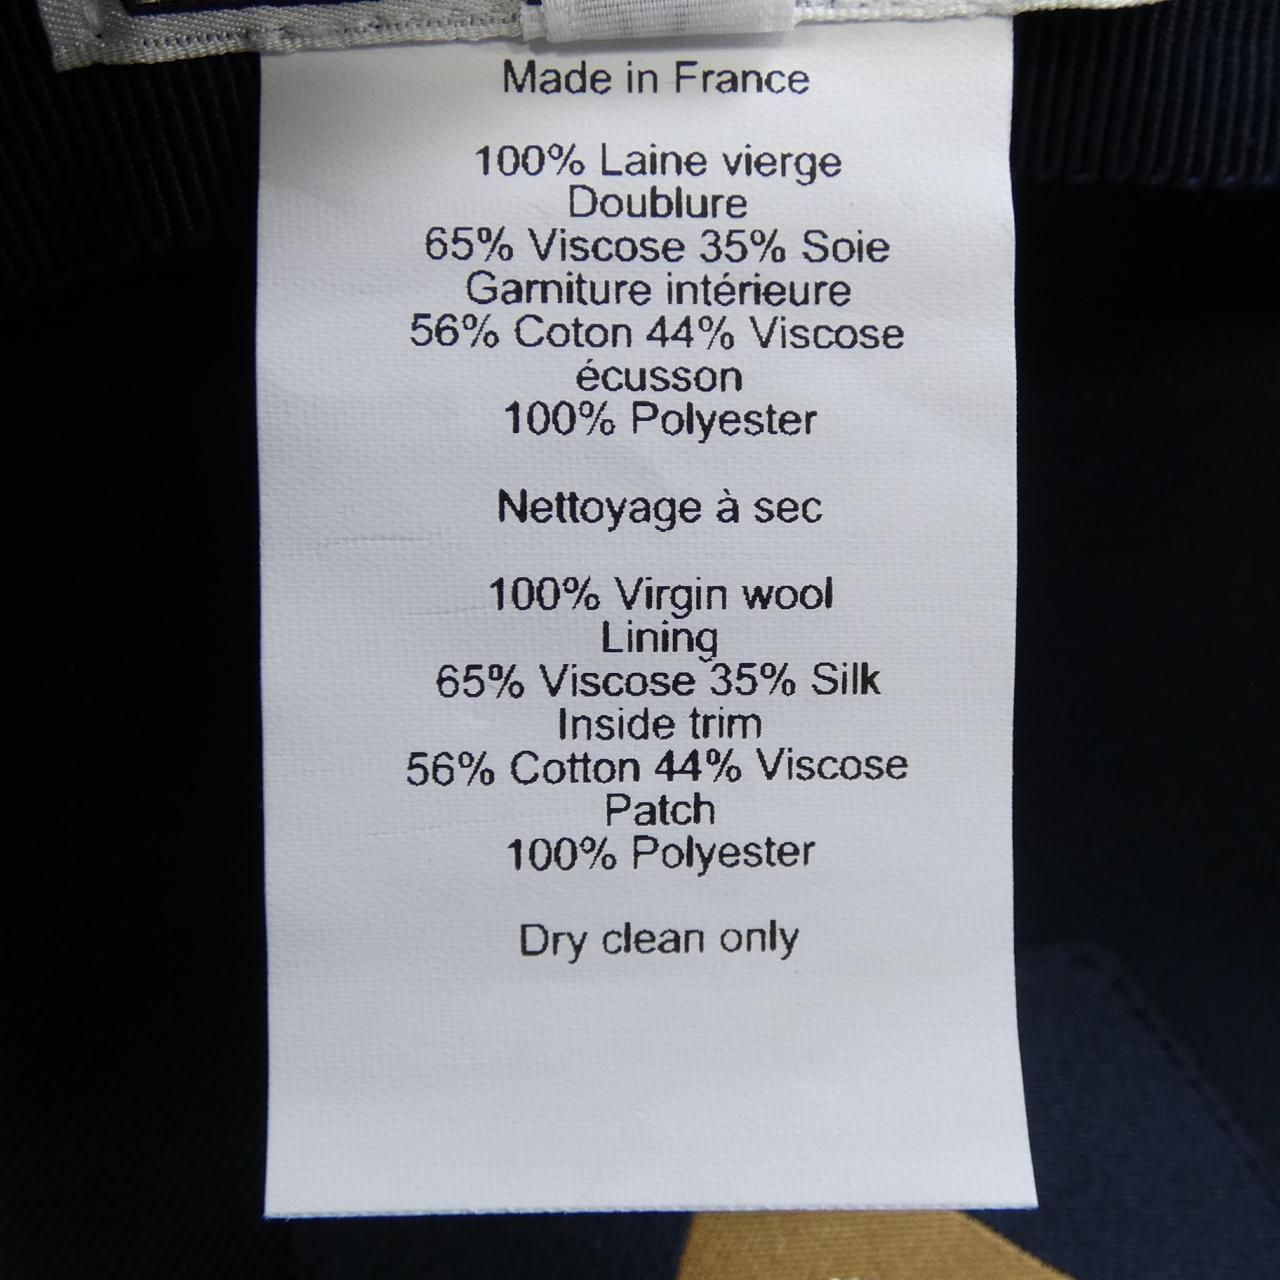 Made in France
100% Laine vierge
Doublure
65% Viscose 35% Soie
Garniture intérieure
56% Coton 44% Viscose
écusson
100% Polyester
Nettoyage à sec
100% Virgin wool
Lining
65% Viscose 35% Silk
Inside trim
56% Cotton 44% Viscose
Patch
100% Polyester
Dry clean only